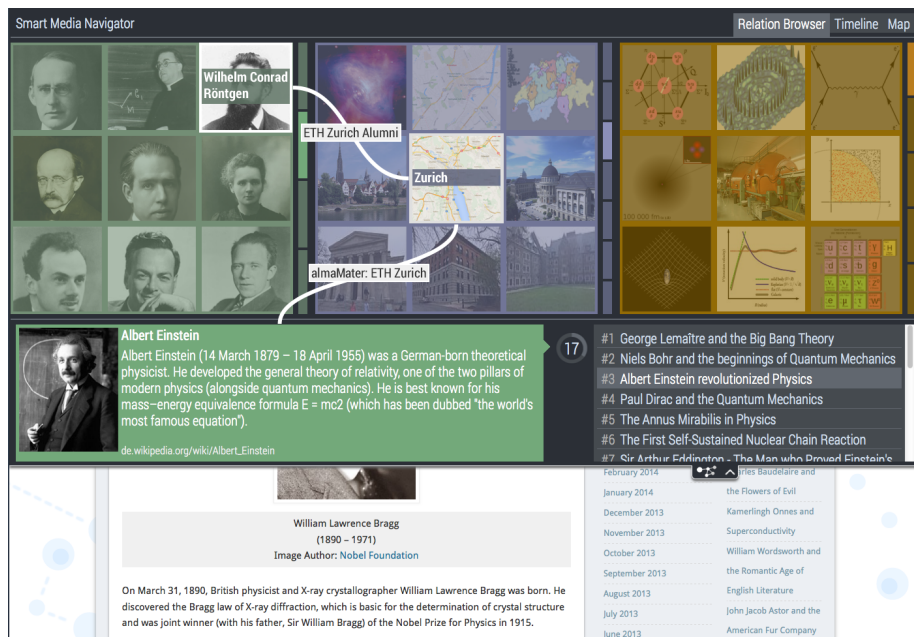 Smart Media Navigator
Relation Browser Timeline Map
Wilhelm Conrad
Röntgen
ETH Zurich Alumni
Zurich
almaMater: ETH Zurich
Albert Einstein
Albert Einstein (14 March 1879 – 18 April 1955) was a German-born theoretical
physicist. He developed the general theory of relativity, one of the two pillars of
modern physics (alongside quantum mechanics). He is best known for his
mass–energy equivalence formula E = mc2 (which has been dubbed "the world's
most famous equation").
de.wikipedia.org/wiki/Albert_Einstein
17
#1 George Lemaître and the Big Bang Theory
#2 Niels Bohr and the beginnings of Quantum Mechanics
#3 Albert Einstein revolutionized Physics
#4 Paul Dirac and the Quantum Mechanics
#5 The Annus Mirabilis in Physics
#6 The First Self-Sustained Nuclear Chain Reaction
#7 Sir Arthur Eddington - The Man who Proved Einstein's
William Lawrence Bragg
(1890 – 1971)
Image Author: Nobel Foundation
On March 31, 1890, British physicist and X-ray crystallographer William Lawrence Bragg was born. He
discovered the Bragg law of X-ray diffraction, which is basic for the determination of crystal structure
and was joint winner (with his father, Sir William Bragg) of the Nobel Prize for Physics in 1915.
February 2014
January 2014
December 2013
November 2013
October 2013
September 2013
August 2013
July 2013
June 2013
Baudelaire and
the Flowers of Evil
Kamerlingh Onnes and
Superconductivity
William Wordsworth and
the Romantic Age of
English Literature
John Jacob Astor and the
American Fur Company